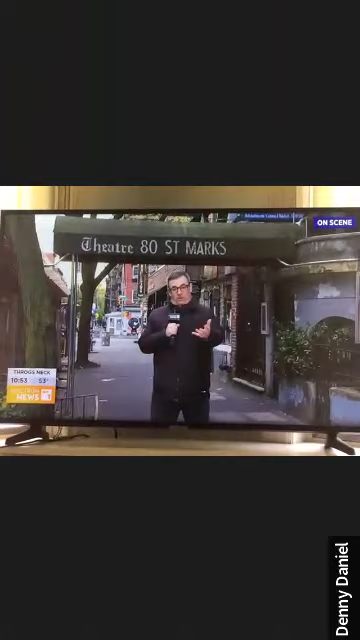 ON SCENE
Theatre 80 ST MARKS
THROGS NECK
10:53 53°
NEWS
Denny Daniel